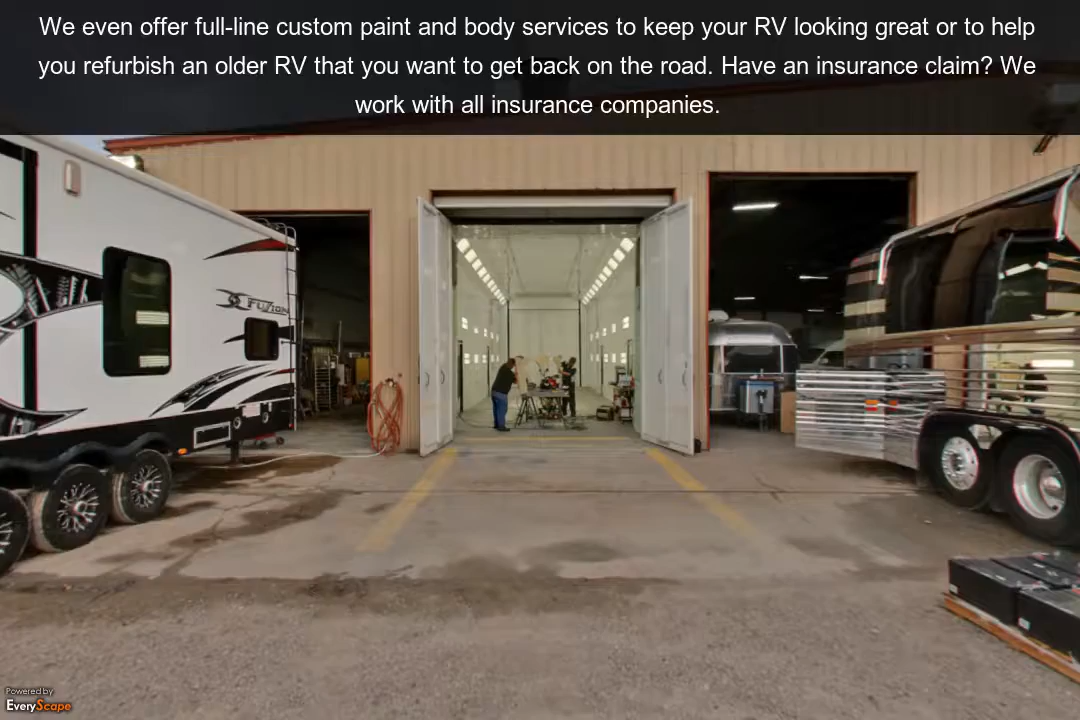 We even offer full-line custom paint and body services to keep your RV looking great or to help
you refurbish an older RV that you want to get back on the road. Have an insurance claim? We
work with all insurance companies.
FUZION
Powered by
EveryScape